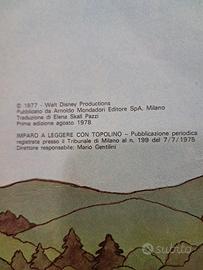 © 1977 - Walt Disney Productions
Pubblicato da Arnoldo Mondadori Editore SpA, Milano
Traduzione di Elena Skall Pazzi
Prima edizione agosto 1978
IMPARO A LEGGERE CON TOPOLINO - Pubblicazione periodica
registrata presso il Tribunale di Milano al n. 199 del 7/7/1975
Direttore responsabile: Mario Gentilini
subito